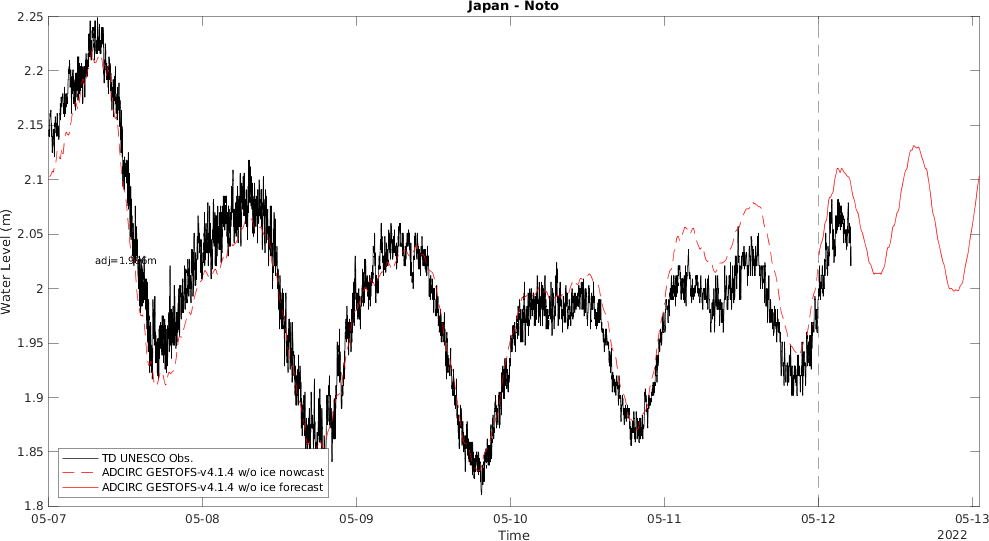 Japan - Noto
2.25
2.2
2.15
2.1
2.05
2
1.95
1.9
1.85
1.8
Water Level (m)
TD UNESCO Obs.
ADCIRC GESTOFS-v4.1.4 w/o ice nowcast
ADCIRC GESTOFS-v4.1.4 w/o ice forecast
05-07 05-08 05-09 05-10 05-11 05-12 05-13
Time
2022